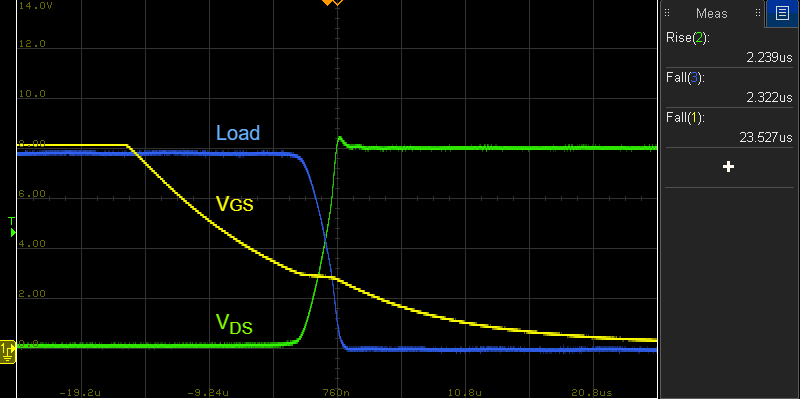 14.0V
12.0
10.0
8.00
6.00
4.00
2.00
0.0
T
1
Load
VGS
VDS
-19.2u
-9.24u
760n
10.8u
20.8us
Meas
Rise(2):
2.239us
Fall(3):
2.322us
Fall(1):
23.527us